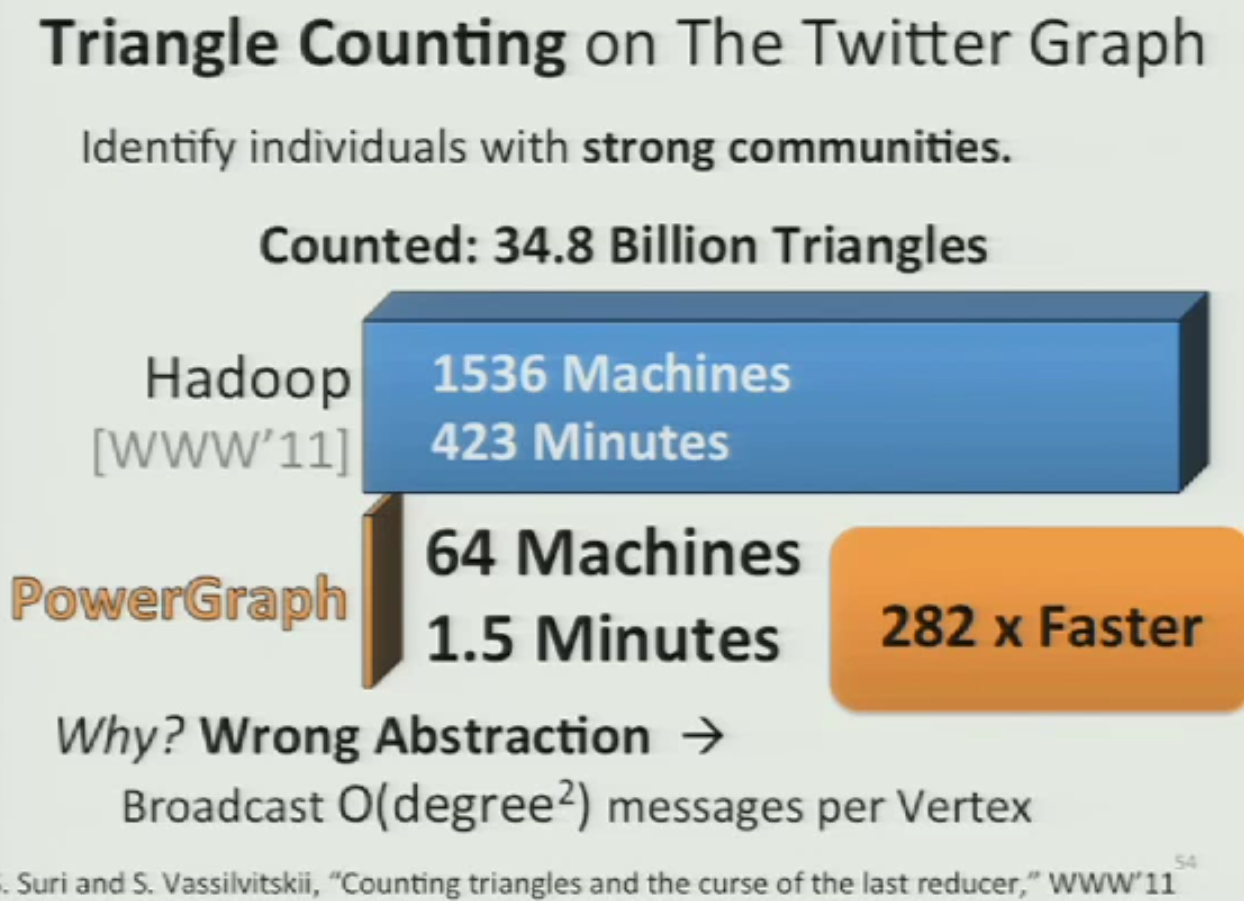 Triangle Counting on The Twitter Graph
Identify individuals with strong communities.
Counted: 34.8 Billion Triangles
Hadoop
[WWW'11]
1536 Machines
423 Minutes
PowerGraph
64 Machines
1.5 Minutes
282 x Faster
Why? Wrong Abstraction →
Broadcast O(degree²) messages per Vertex
54
. Suri and S. Vassilvitskii, “Counting triangles and the curse of the last reducer,” WWW'11